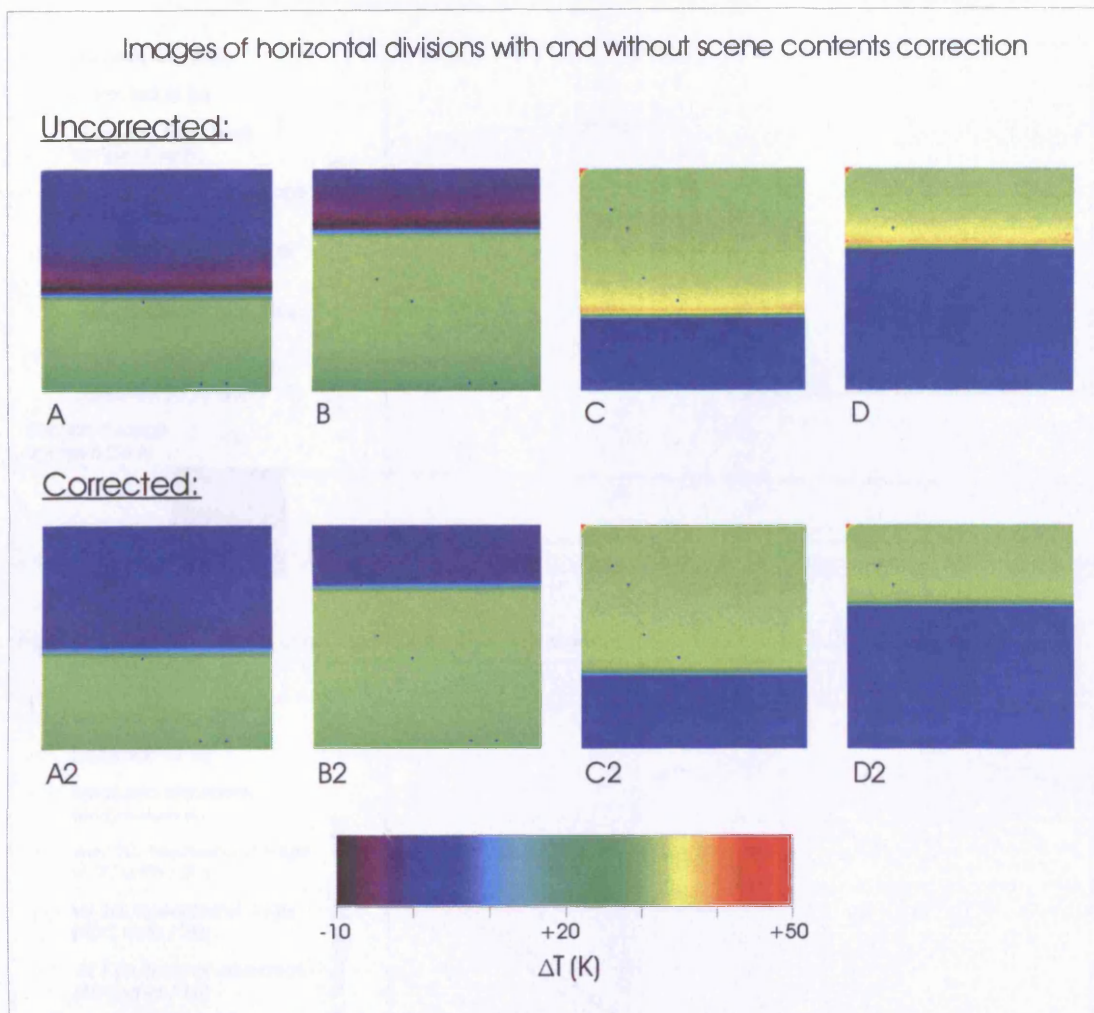 Images of horizontal divisions with and without scene contents correction
Uncorrected:
A B C D
Corrected:
A2 B2 C2 D2
-10 +20 +50
ΔT (K)